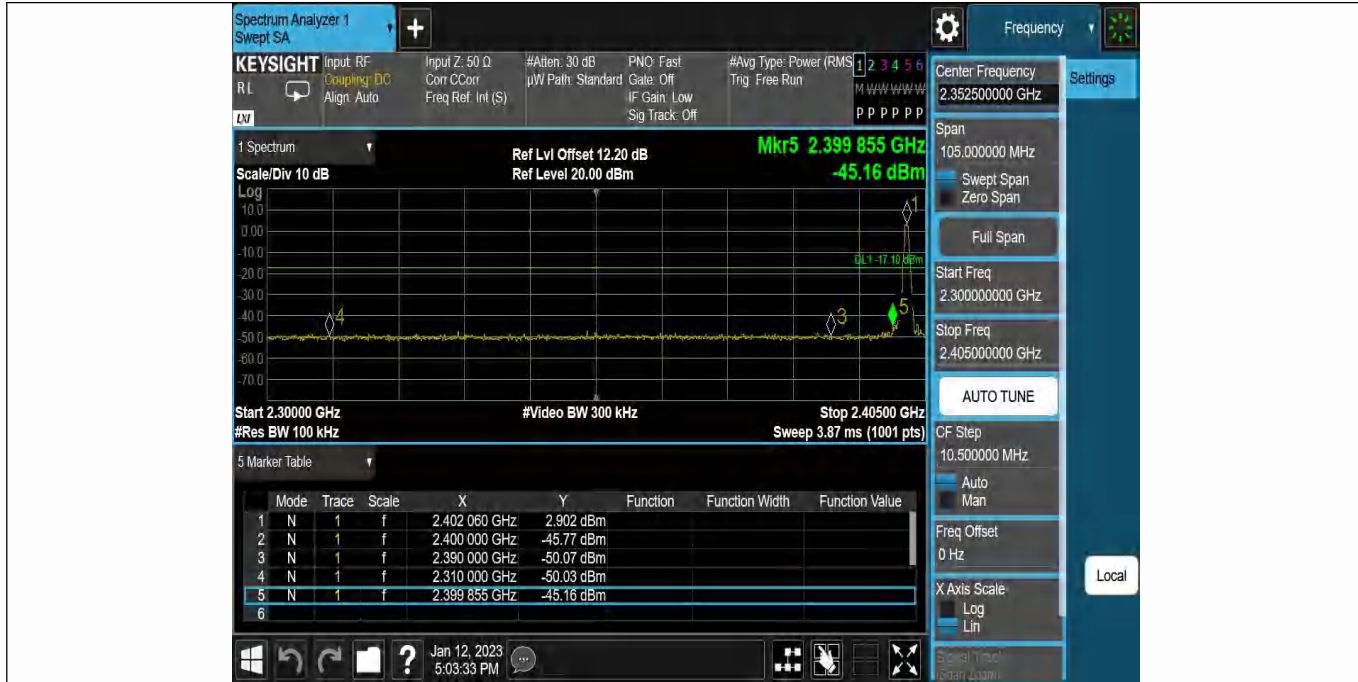 Spectrum Analyzer 1
Swept SA
+
Frequency
KEYSIGHT
RL
LXI
Input: RF
Coupling: DC
Align: Auto
Input Z: 50 Ω
Corr CCorr
Freq Ref: Int (S)
#Atten: 30 dB
µW Path: Standard
PNO: Fast
Gate: Off
IF Gain: Low
Sig Track: Off
#Avg Type: Power (RMS
Trig: Free Run
1 2 3 4 5 6
M W W W W W
P P P P P P
1 Spectrum
Scale/Div 10 dB
Ref Lvl Offset 12.20 dB
Ref Level 20.00 dBm
Mkr5 2.399 855 GHz
-45.16 dBm
Log
10.0
0.00
-10.0
-20.0
-30.0
-40.0
-50.0
-60.0
-70.0
1
DL1 -17.10 dBm
4
3
5
Start 2.30000 GHz
#Video BW 300 kHz
Stop 2.40500 GHz
#Res BW 100 kHz
Sweep 3.87 ms (1001 pts)
5 Marker Table
Mode Trace Scale X Y Function Function Width Function Value
1 N 1 f 2.402 060 GHz 2.902 dBm
2 N 1 f 2.400 000 GHz -45.77 dBm
3 N 1 f 2.390 000 GHz -50.07 dBm
4 N 1 f 2.310 000 GHz -50.03 dBm
5 N 1 f 2.399 855 GHz -45.16 dBm
6
?
Jan 12, 2023
5:03:33 PM
Center Frequency
2.352500000 GHz
Settings
Span
105.000000 MHz
Swept Span
Zero Span
Full Span
Start Freq
2.300000000 GHz
Stop Freq
2.405000000 GHz
AUTO TUNE
CF Step
10.500000 MHz
Auto
Man
Freq Offset
0 Hz
X Axis Scale
Log
Lin
Local
Signal Track
(Span Zoom)